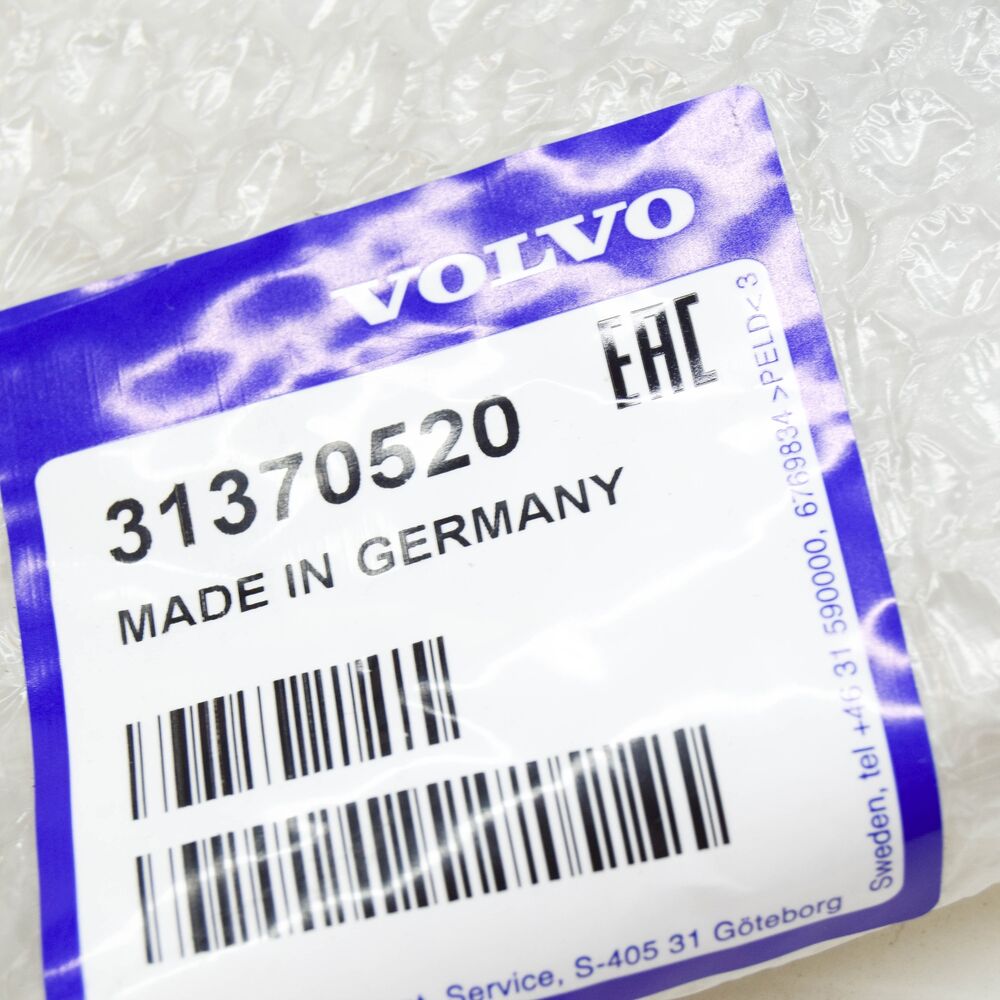 VOLVO
EAC
31370520
MADE IN GERMANY
Service, S-405 31 Göteborg
Sweden, tel +46 31 590000, 6769834 >PELD<3